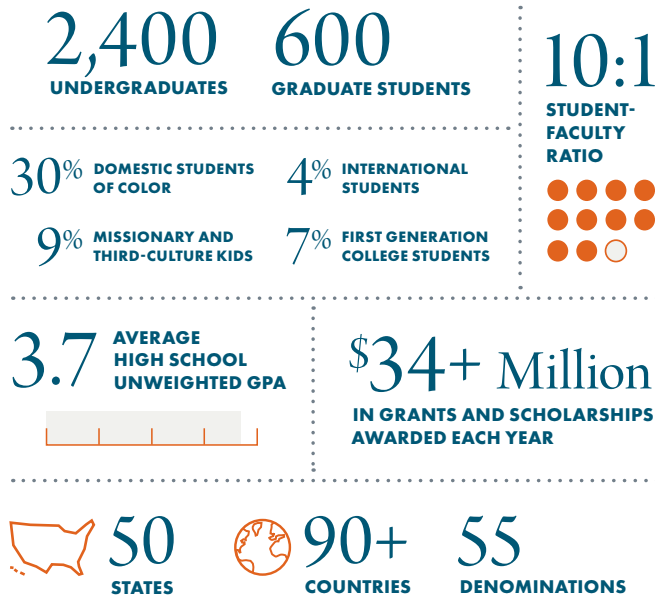 2,400
UNDERGRADUATES
600
GRADUATE STUDENTS
10:1
STUDENT-
FACULTY
RATIO
30%
DOMESTIC STUDENTS
OF COLOR
4%
INTERNATIONAL
STUDENTS
9%
MISSIONARY AND
THIRD-CULTURE KIDS
7%
FIRST GENERATION
COLLEGE STUDENTS
3.7
AVERAGE
HIGH SCHOOL
UNWEIGHTED GPA
$34+ Million
IN GRANTS AND SCHOLARSHIPS
AWARDED EACH YEAR
50
STATES
90+
COUNTRIES
55
DENOMINATIONS